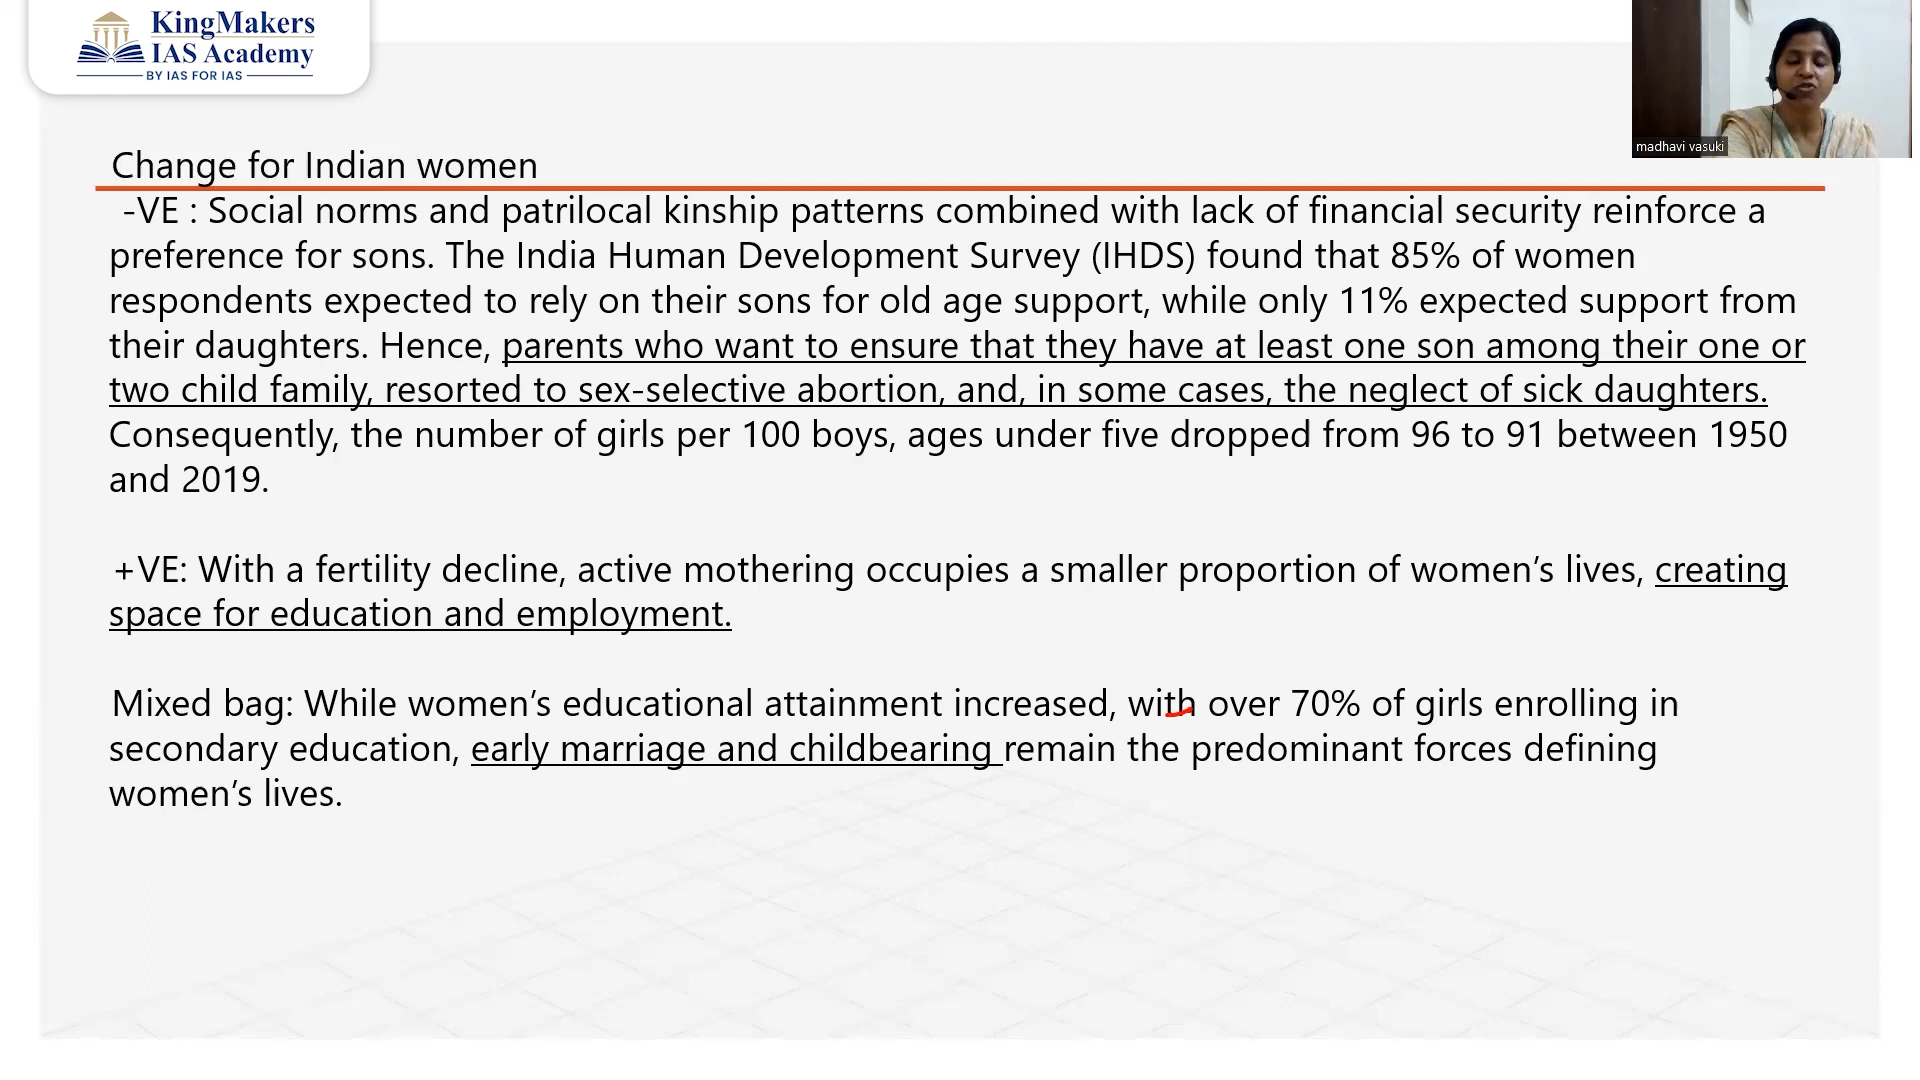 KingMakers
IAS Academy
BY IAS FOR IAS
madhavi vasuki
Change for Indian women
-VE : Social norms and patrilocal kinship patterns combined with lack of financial security reinforce a
preference for sons. The India Human Development Survey (IHDS) found that 85% of women
respondents expected to rely on their sons for old age support, while only 11% expected support from
their daughters. Hence, parents who want to ensure that they have at least one son among their one or
two child family, resorted to sex-selective abortion, and, in some cases, the neglect of sick daughters.
Consequently, the number of girls per 100 boys, ages under five dropped from 96 to 91 between 1950
and 2019.
+VE: With a fertility decline, active mothering occupies a smaller proportion of women’s lives, creating
space for education and employment.
Mixed bag: While women’s educational attainment increased, with over 70% of girls enrolling in
secondary education, early marriage and childbearing remain the predominant forces defining
women’s lives.